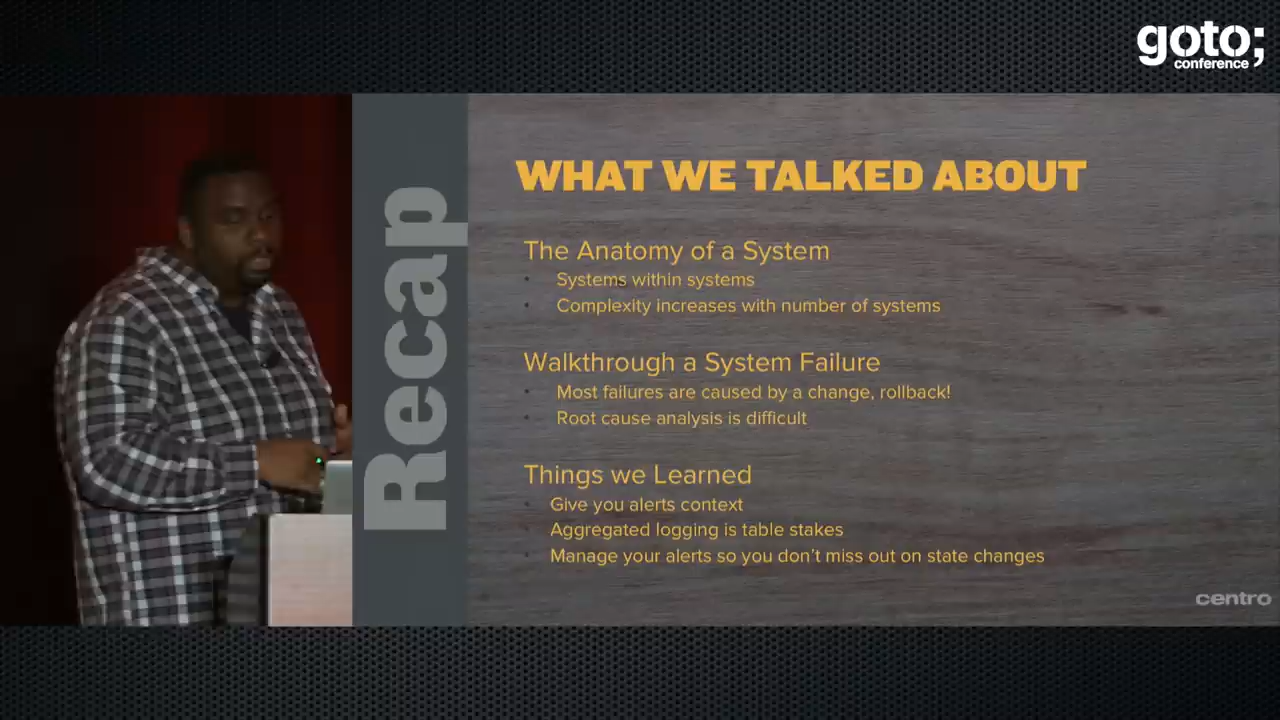 goto;
conference
Recap
WHAT WE TALKED ABOUT
The Anatomy of a System
• Systems within systems
• Complexity increases with number of systems
Walkthrough a System Failure
• Most failures are caused by a change, rollback!
• Root cause analysis is difficult
Things we Learned
• Give you alerts context
• Aggregated logging is table stakes
• Manage your alerts so you don't miss out on state changes
centro